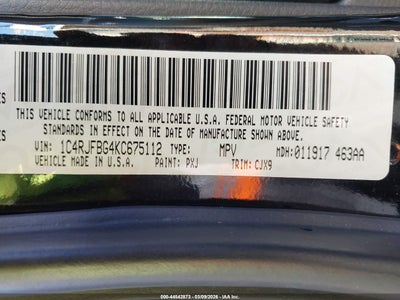 THIS VEHICLE CONFORMS TO ALL APPLICABLE U.S.A. FEDERAL MOTOR VEHICLE SAFETY
STANDARDS IN EFFECT ON THE DATE OF MANUFACTURE SHOWN ABOVE.
VIN: 1C4RJFBG4KC675112 TYPE: MPV MDH: 011917 463AA
VEHICLE MADE IN U.S.A. PAINT: PXJ TRIM: CJX9
000-44542873 - 03/09/2026 - IAAI.COM